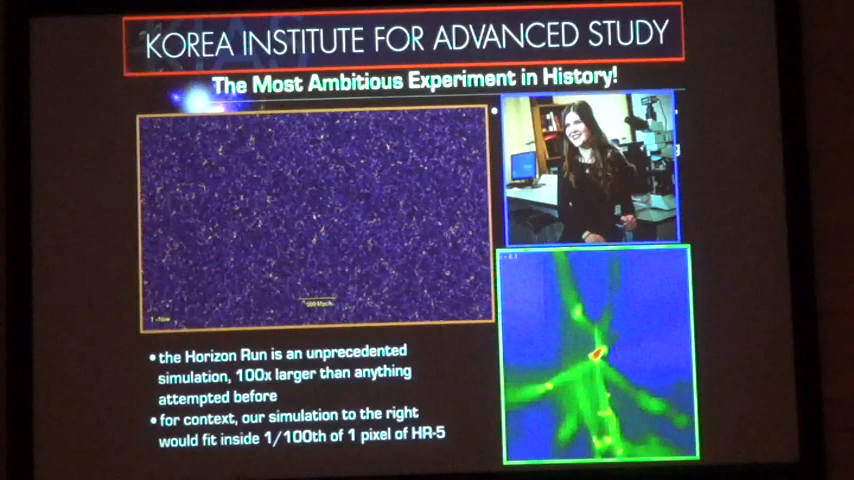 KOREA INSTITUTE FOR ADVANCED STUDY
The Most Ambitious Experiment in History!
•
T = Now
• the Horizon Run is an unprecedented
simulation, 100x larger than anything
attempted before
• for context, our simulation to the right
would fit inside 1/100th of 1 pixel of HR-5